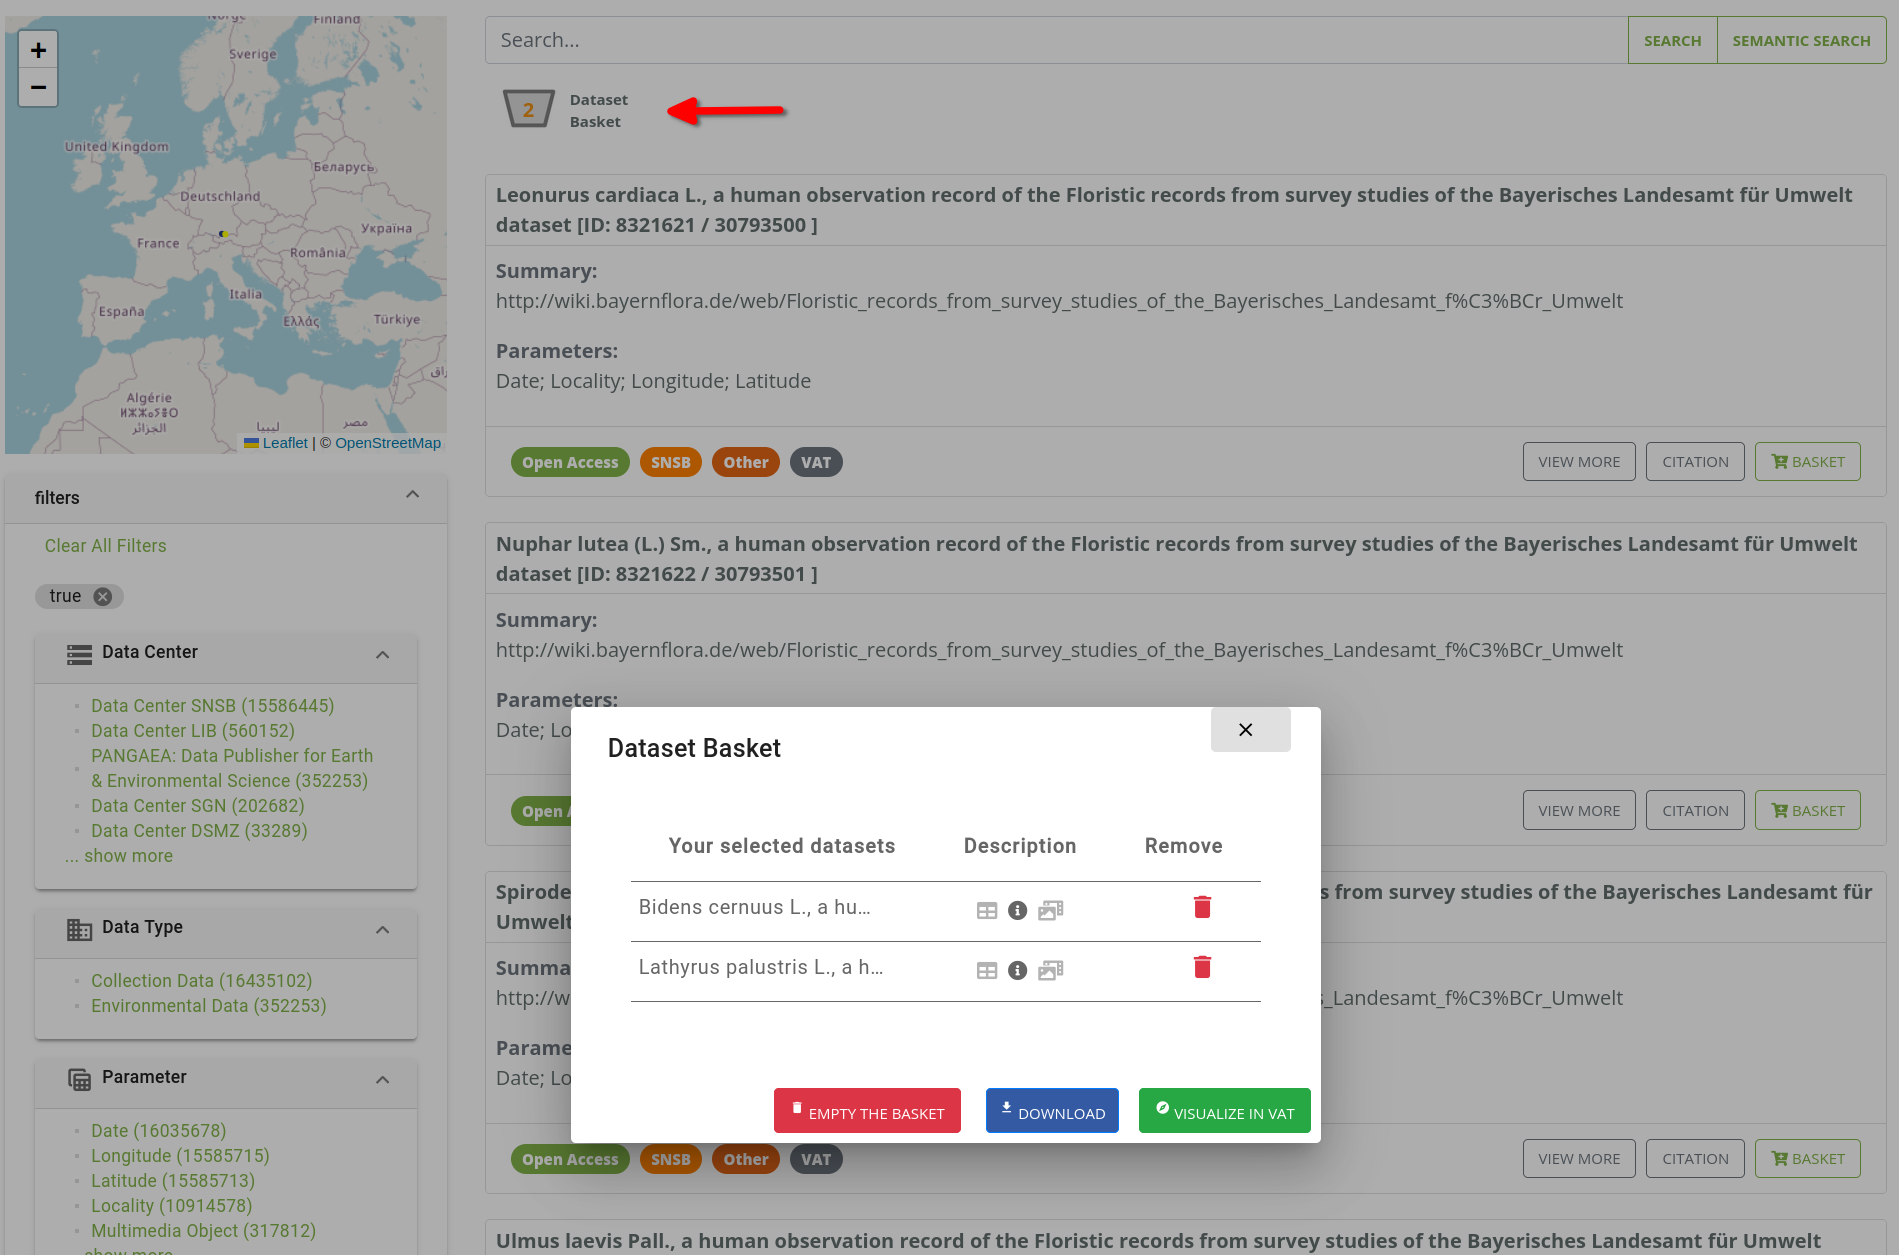 Norge
Finland
Sverige
United Kingdom
Беларусь
Deutschland
Україна
France
România
Italia
España
Ελλάς
Türkiye
Algérie
ⵍⵣⵣⴰⵢⴻⵔ
الجزائر
ليبيا
مصر
+
−
Leaflet | © OpenStreetMap
filters
Clear All Filters
true
Data Center
Data Center SNSB (15586445)
Data Center LIB (560152)
PANGAEA: Data Publisher for Earth
& Environmental Science (352253)
Data Center SGN (202682)
Data Center DSMZ (33289)
... show more
Data Type
Collection Data (16435102)
Environmental Data (352253)
Parameter
Date (16035678)
Longitude (15585715)
Latitude (15585713)
Locality (10914578)
Multimedia Object (317812)
show more
Search...
SEARCH
SEMANTIC SEARCH
2
Dataset
Basket
Leonurus cardiaca L., a human observation record of the Floristic records from survey studies of the Bayerisches Landesamt für Umwelt
dataset [ID: 8321621 / 30793500 ]
Summary:
http://wiki.bayernflora.de/web/Floristic_records_from_survey_studies_of_the_Bayerisches_Landesamt_f%C3%BCr_Umwelt
Parameters:
Date; Locality; Longitude; Latitude
Open Access SNSB Other VAT VIEW MORE CITATION BASKET
Nuphar lutea (L.) Sm., a human observation record of the Floristic records from survey studies of the Bayerisches Landesamt für Umwelt
dataset [ID: 8321622 / 30793501 ]
Summary:
http://wiki.bayernflora.de/web/Floristic_records_from_survey_studies_of_the_Bayerisches_Landesamt_f%C3%BCr_Umwelt
Parameters:
Date; Lo
Open A VIEW MORE CITATION BASKET
Spirode s from survey studies of the Bayerisches Landesamt für
Umwelt
Summa
http://w s_Landesamt_f%C3%BCr_Umwelt
Parame
Date; Lo
Open Access SNSB Other VAT VIEW MORE CITATION BASKET
Ulmus laevis Pall., a human observation record of the Floristic records from survey studies of the Bayerisches Landesamt für Umwelt
Dataset Basket
Your selected datasets Description Remove
Bidens cernuus L., a hu...
Lathyrus palustris L., a h...
EMPTY THE BASKET DOWNLOAD VISUALIZE IN VAT